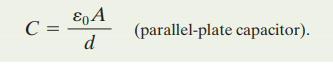 C = ε₀A / d (parallel-plate capacitor).